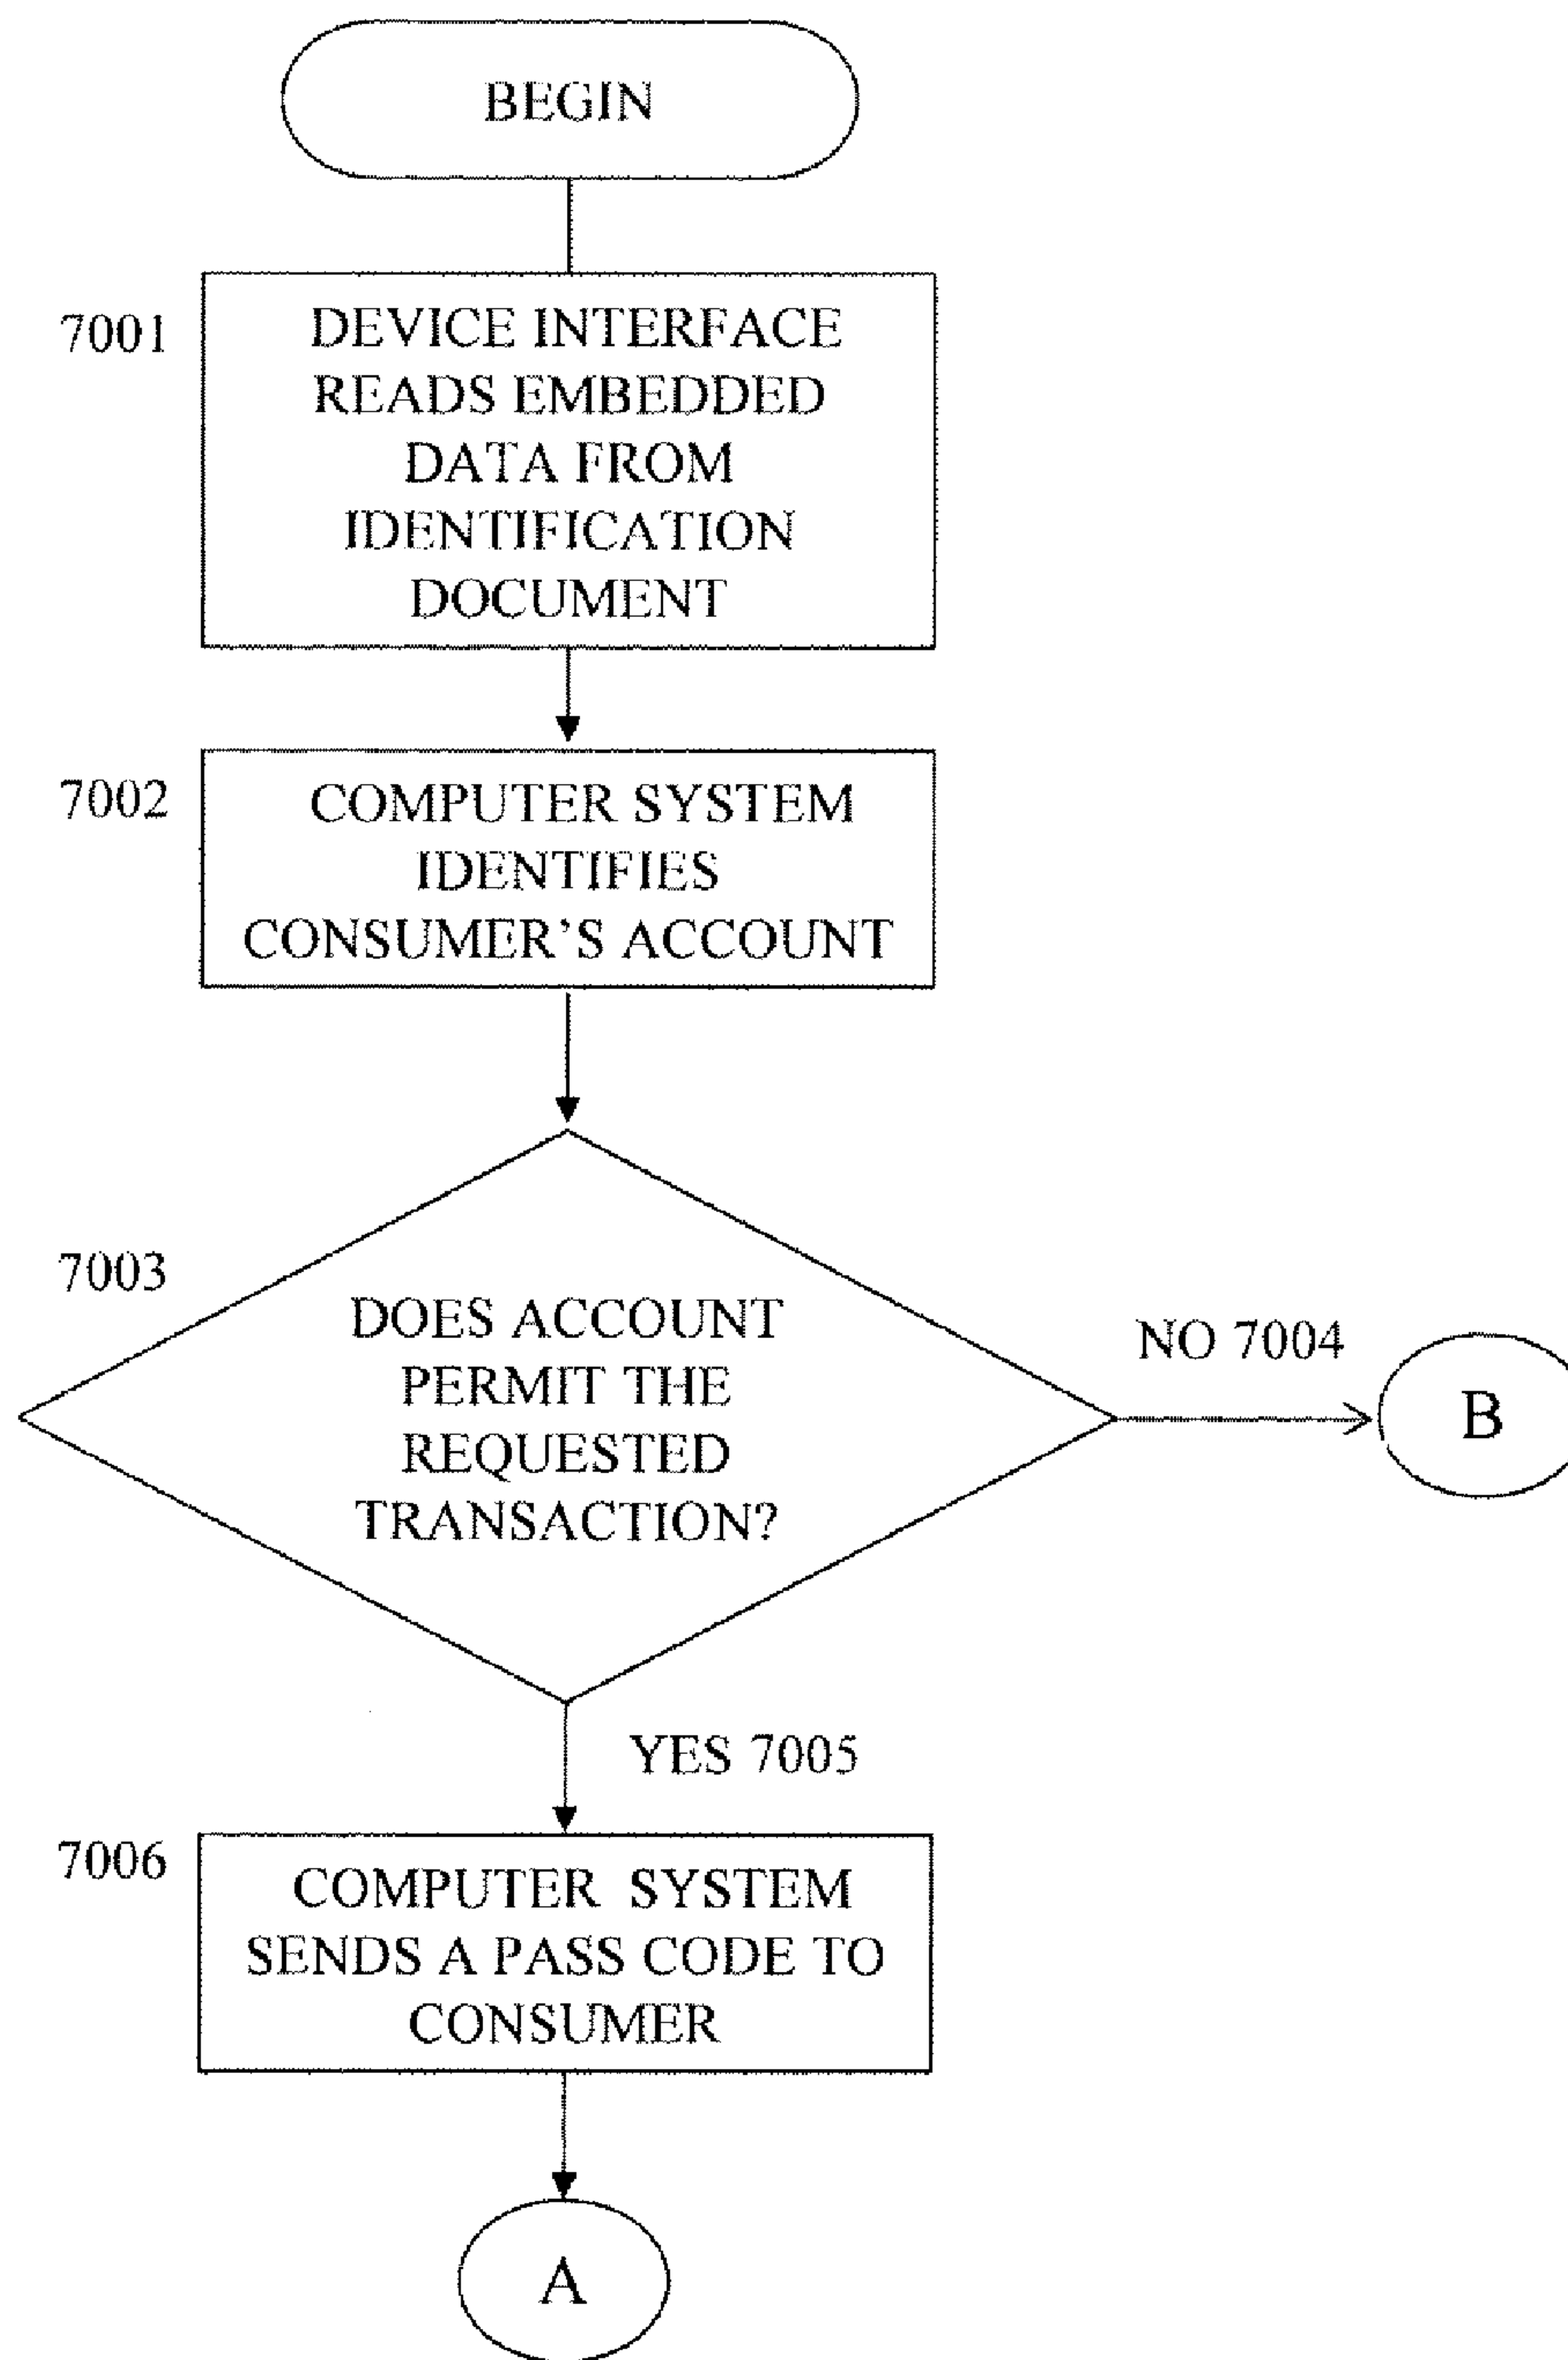 BEGIN
7001
DEVICE INTERFACE
READS EMBEDDED
DATA FROM
IDENTIFICATION
DOCUMENT
7002
COMPUTER SYSTEM
IDENTIFIES
CONSUMER’S ACCOUNT
7003
DOES ACCOUNT
PERMIT THE
REQUESTED
TRANSACTION?
NO 7004
B
YES 7005
7006
COMPUTER SYSTEM
SENDS A PASS CODE TO
CONSUMER
A